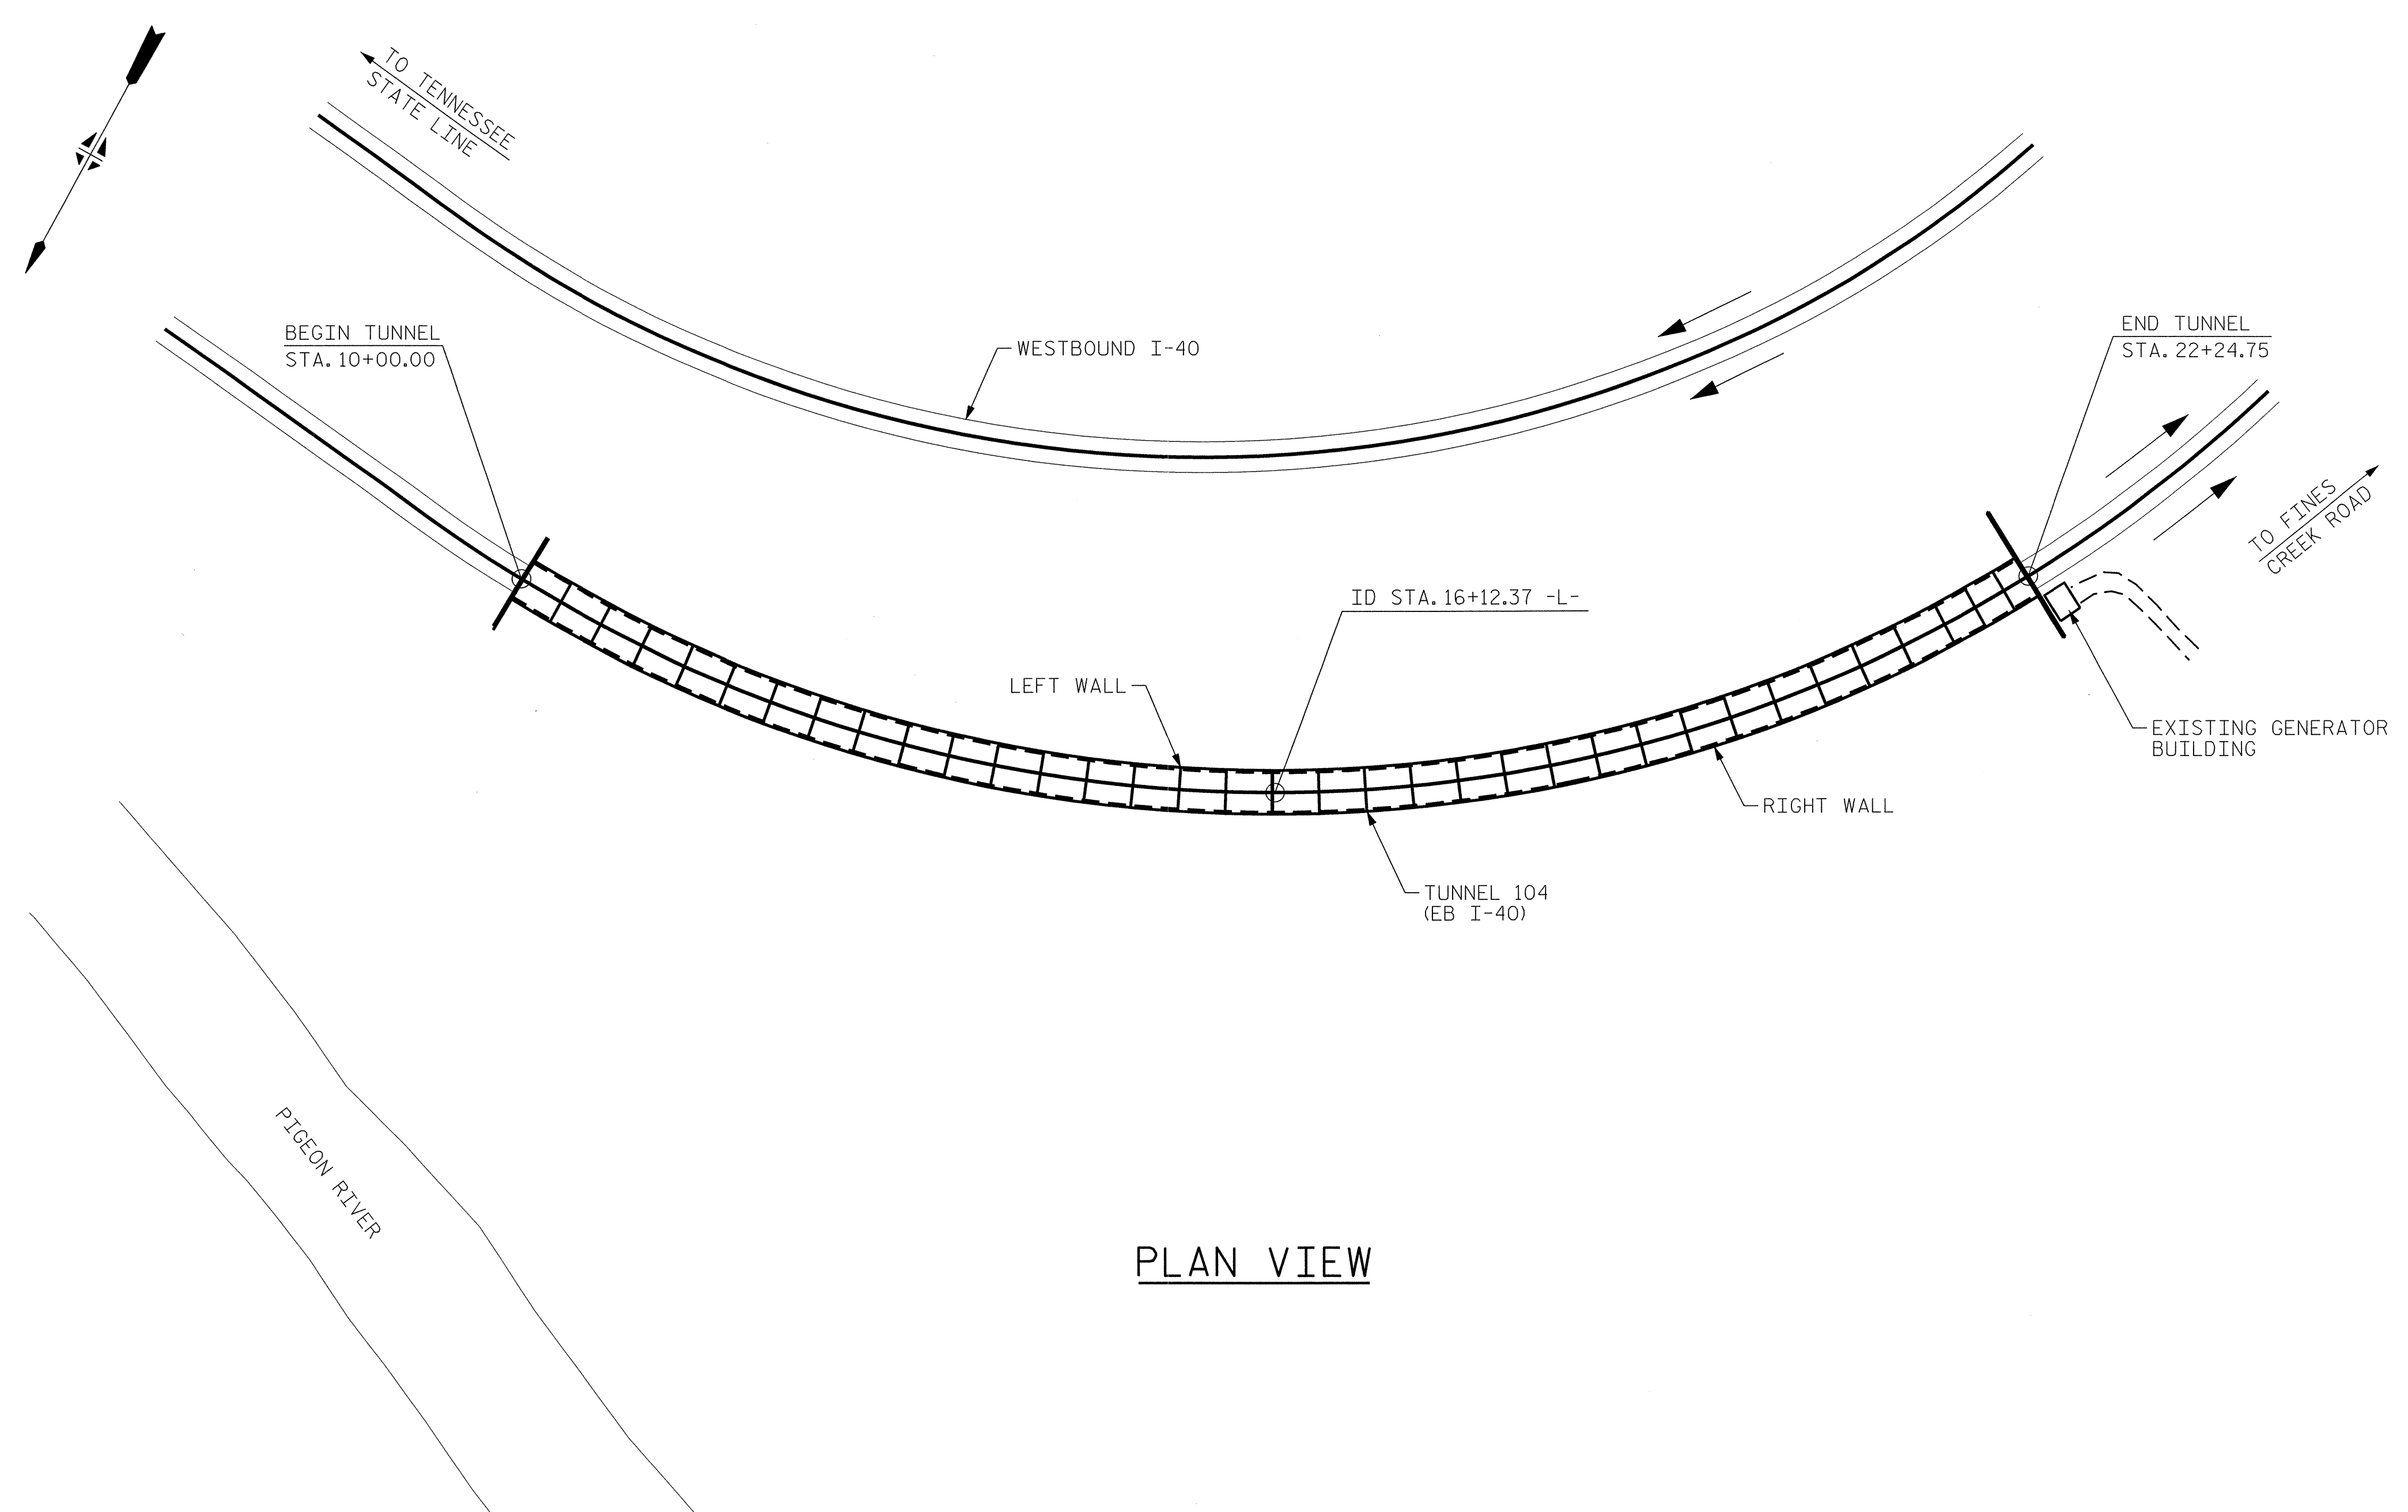 TO TENNESSEE
STATE LINE
BEGIN TUNNEL
STA. 10+00.00
WESTBOUND I-40
END TUNNEL
STA. 22+24.75
TO FINES
CREEK ROAD
ID STA. 16+12.37 -L-
LEFT WALL
EXISTING GENERATOR
BUILDING
RIGHT WALL
TUNNEL 104
(EB I-40)
PIGEON RIVER
PLAN VIEW